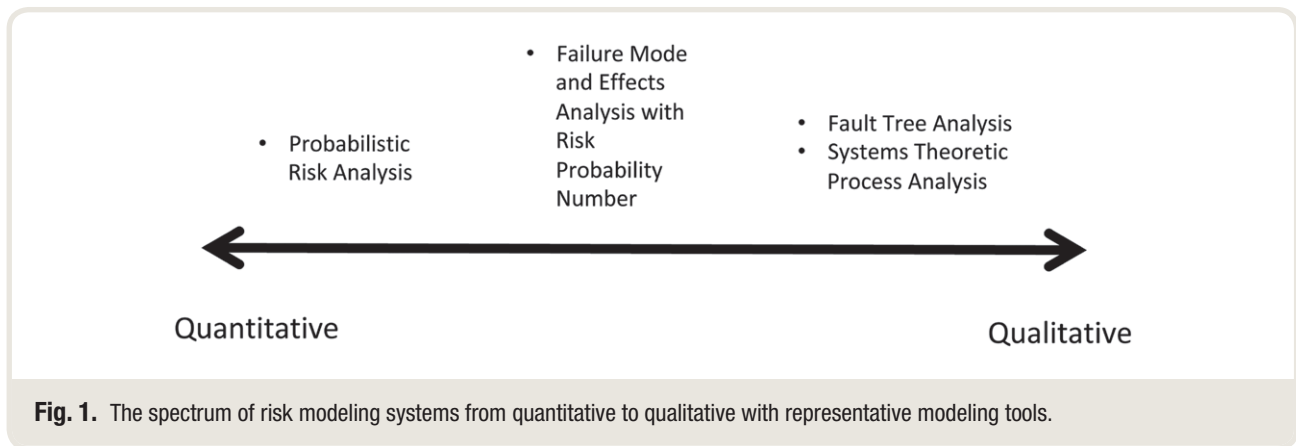 • Probabilistic
Risk Analysis
• Failure Mode
and Effects
Analysis with
Risk
Probability
Number
• Fault Tree Analysis
• Systems Theoretic
Process Analysis
Quantitative
Qualitative
Fig. 1. The spectrum of risk modeling systems from quantitative to qualitative with representative modeling tools.